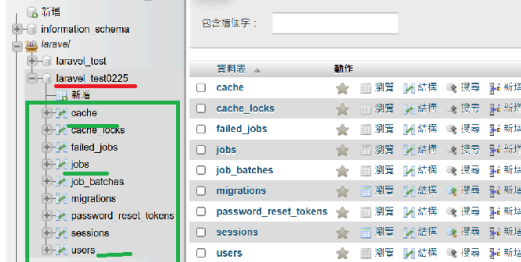 新增
information_schema
laravel
laravel_test
laravel_test0225
新增
cache
cache_locks
failed_jobs
jobs
job_batches
migrations
password_reset_tokens
sessions
users
包含這個字：
資料表 動作
cache 瀏覽 結構 搜尋 新增
cache_locks 瀏覽 結構 搜尋 新增
failed_jobs 瀏覽 結構 搜尋 新增
jobs 瀏覽 結構 搜尋 新增
job_batches 瀏覽 結構 搜尋 新增
migrations 瀏覽 結構 搜尋 新增
password_reset_tokens 瀏覽 結構 搜尋 新增
sessions 瀏覽 結構 搜尋 新增
users 瀏覽 結構 搜尋 新增